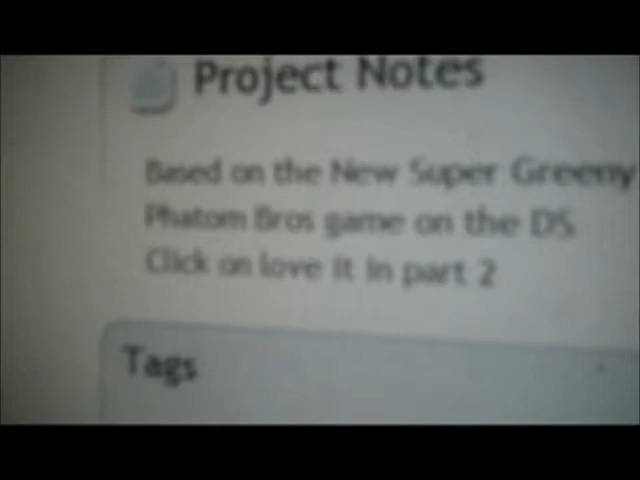 Project Notes
Based on the New Super Greeny
Phatom Bros game on the DS
Click on love it in part 2
Tags